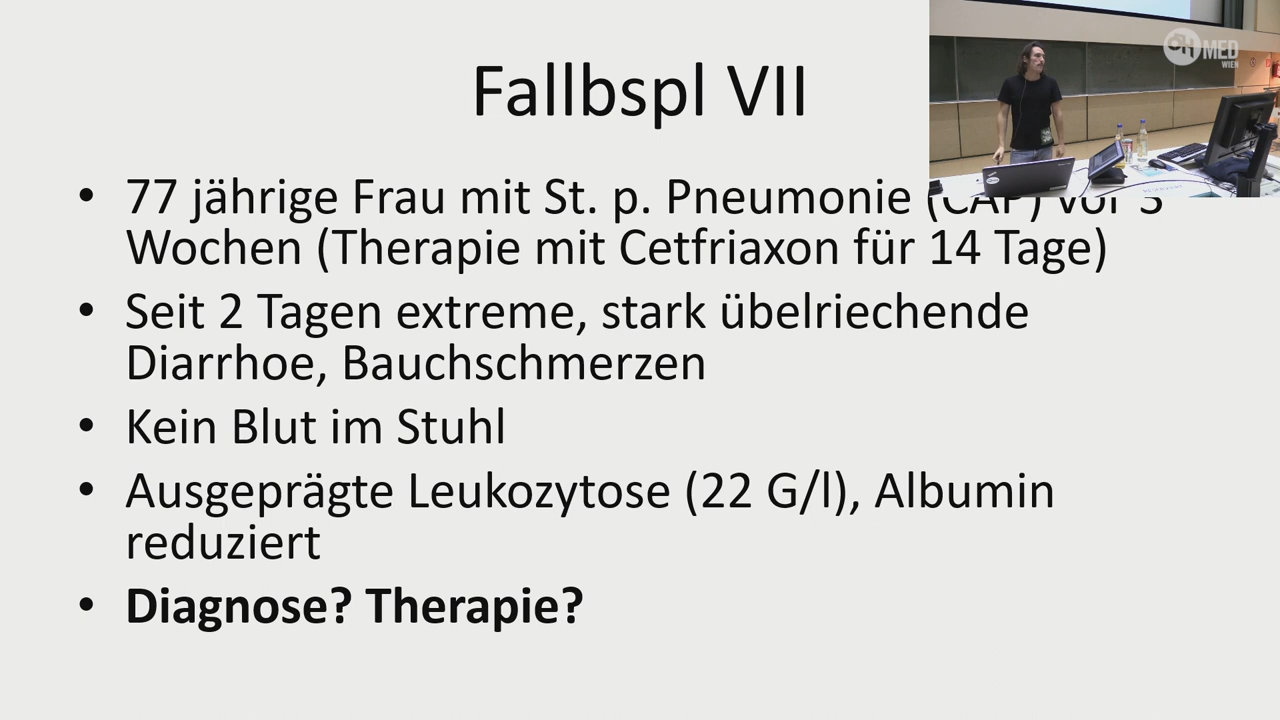 Fallbspl VII
ÖH MED
WIEN
• 77 jährige Frau mit St. p. Pneumonie (CAP) vor 3
Wochen (Therapie mit Cetfriaxon für 14 Tage)
• Seit 2 Tagen extreme, stark übelriechende
Diarrhoe, Bauchschmerzen
• Kein Blut im Stuhl
• Ausgeprägte Leukozytose (22 G/l), Albumin
reduziert
• Diagnose? Therapie?